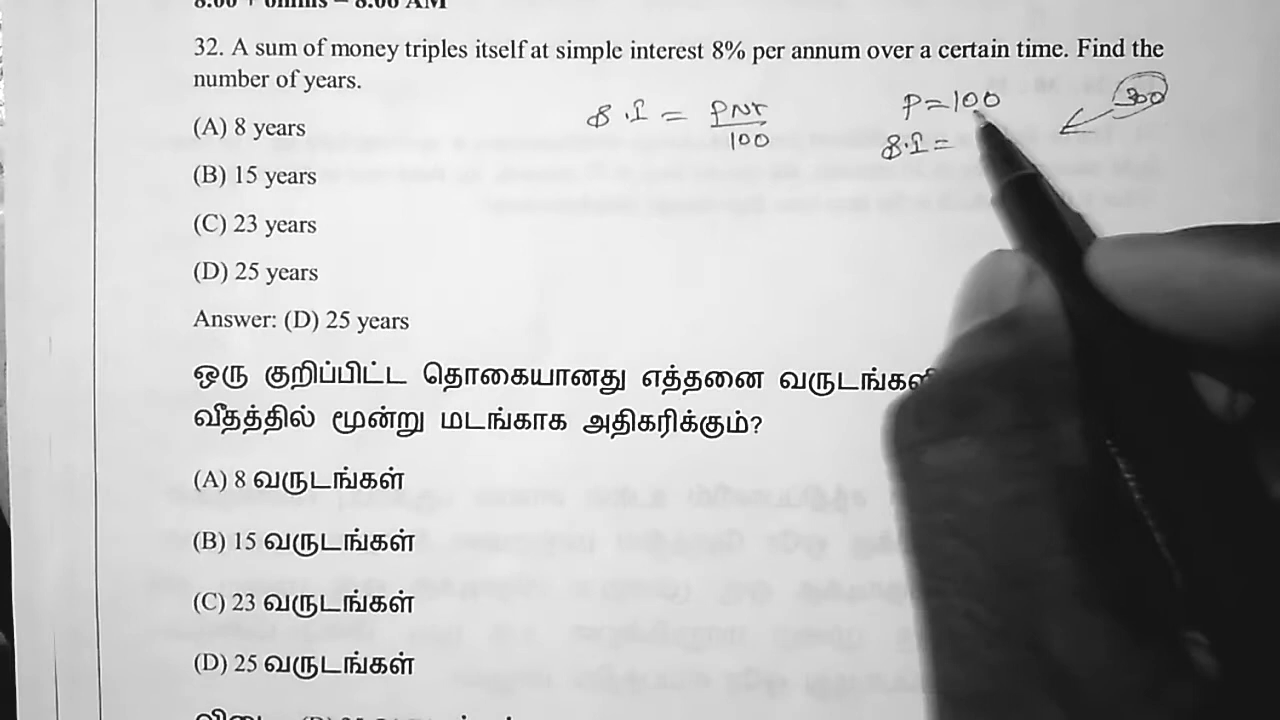 32. A sum of money triples itself at simple interest 8% per annum over a certain time. Find the
number of years.
S.I = PNr
100
P=100
300
S.I =
(A) 8 years
(B) 15 years
(C) 23 years
(D) 25 years
Answer: (D) 25 years
ஒரு குறிப்பிட்ட தொகையானது எத்தனை
வீதத்தில் மூன்று மடங்காக அதிகரிக்கும்?
(A) 8 வருடங்கள்
(B) 15 வருடங்கள்
(C) 23 வருடங்கள்
(D) 25 வருடங்கள்